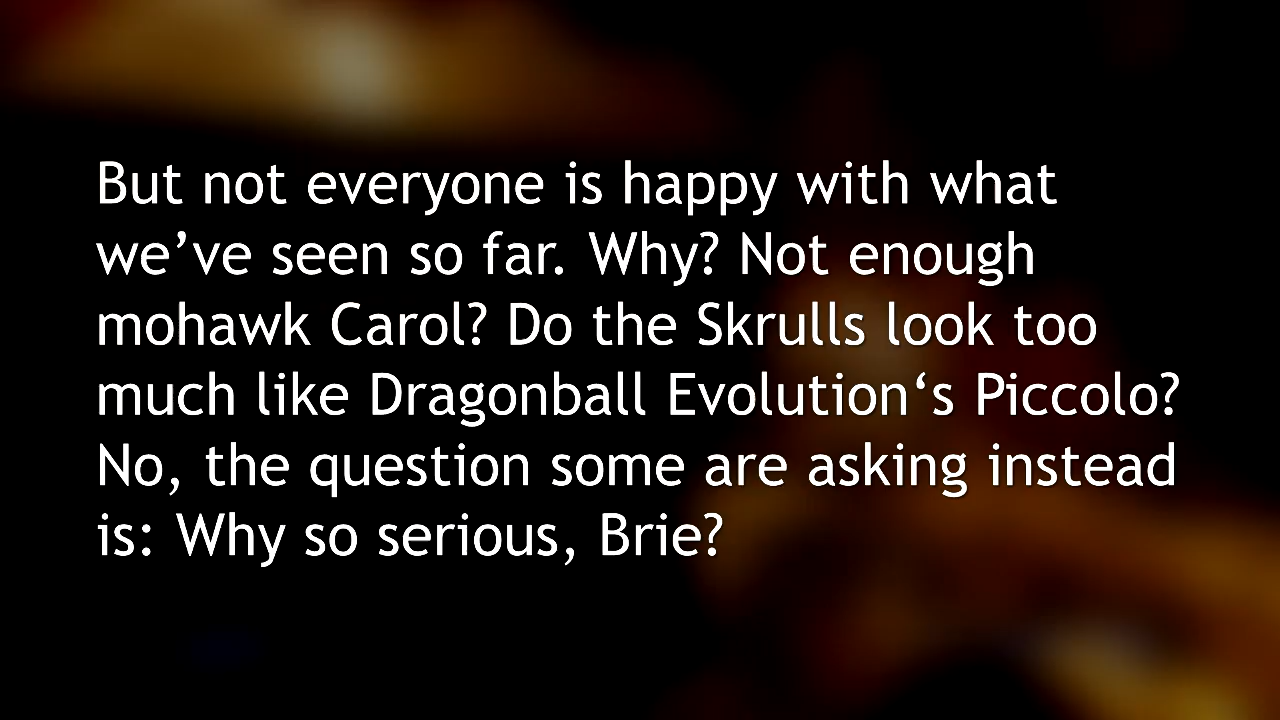 But not everyone is happy with what
we’ve seen so far. Why? Not enough
mohawk Carol? Do the Skrulls look too
much like Dragonball Evolution‘s Piccolo?
No, the question some are asking instead
is: Why so serious, Brie?